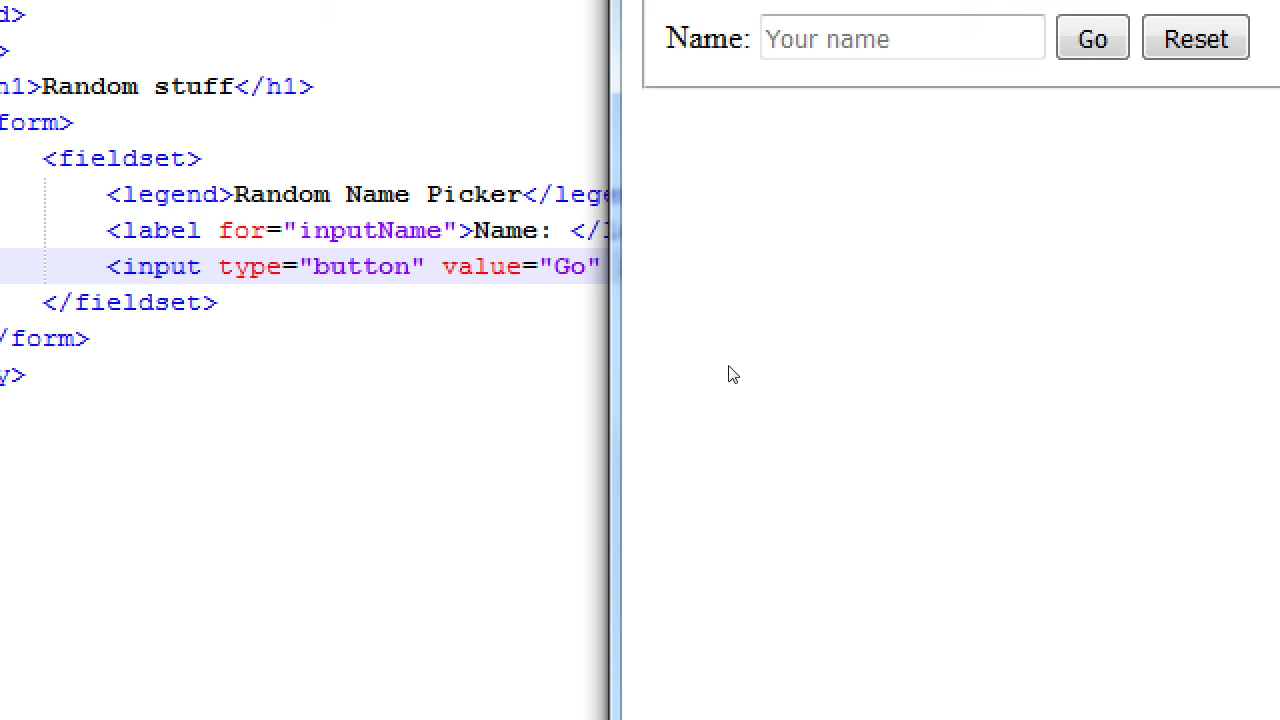 d>
>
h1>Random stuff</h1>
form>
<fieldset>
<legend>Random Name Picker</lege
<label for="inputName">Name: </l
<input type="button" value="Go"
</fieldset>
/form>
y>
Name: Your name Go Reset